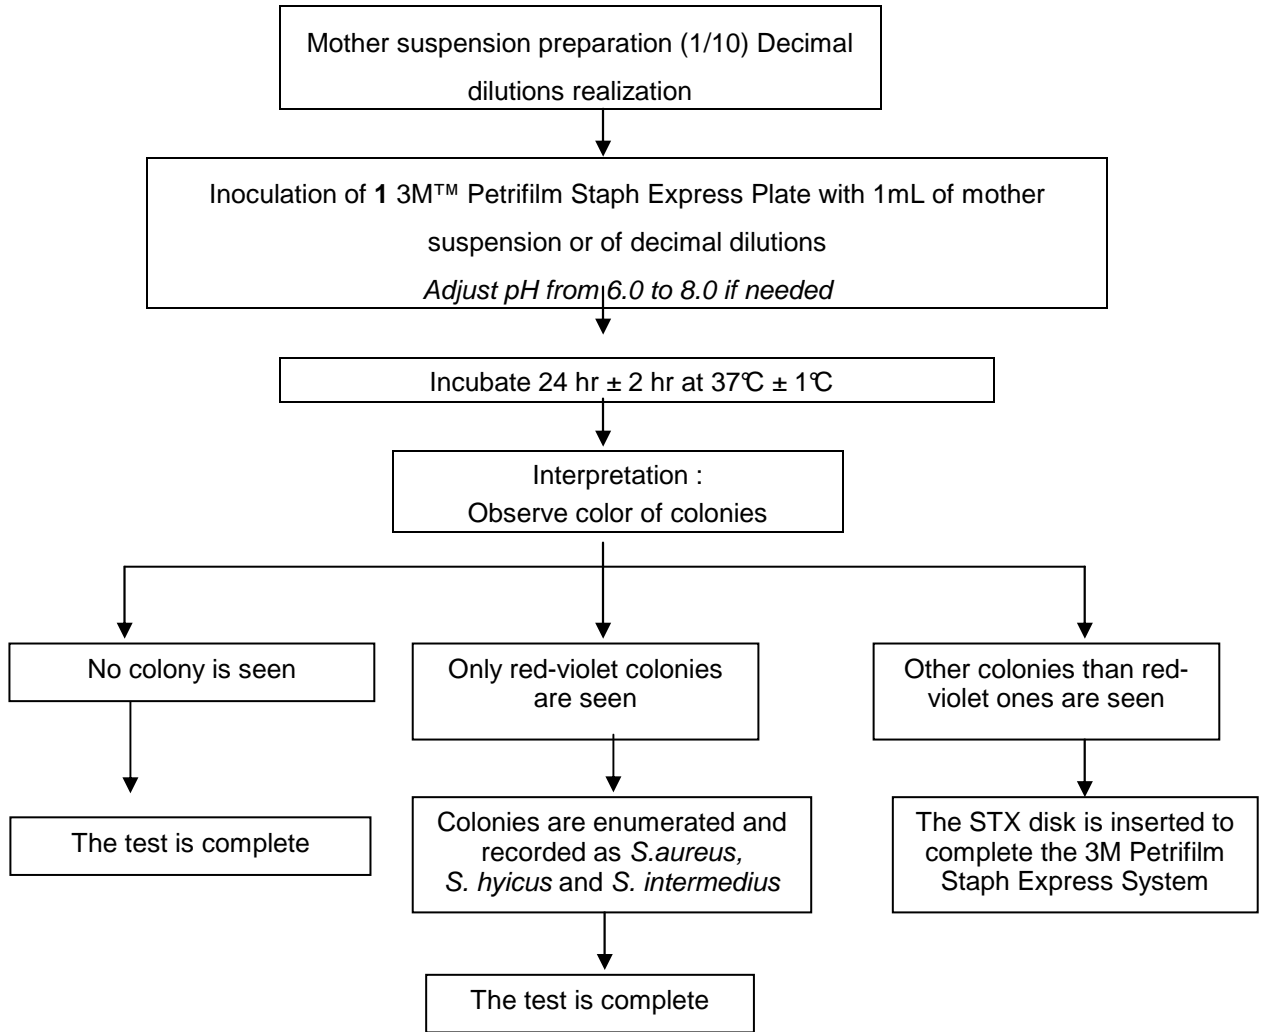 Mother suspension preparation (1/10) Decimal
dilutions realization
Inoculation of 1 3M™ Petrifilm Staph Express Plate with 1mL of mother
suspension or of decimal dilutions
Adjust pH from 6.0 to 8.0 if needed
Incubate 24 hr ± 2 hr at 37°C ± 1°C
Interpretation :
Observe color of colonies
No colony is seen
The test is complete
Only red-violet colonies
are seen
Colonies are enumerated and
recorded as S.aureus,
S. hyicus and S. intermedius
The test is complete
Other colonies than red-
violet ones are seen
The STX disk is inserted to
complete the 3M Petrifilm
Staph Express System